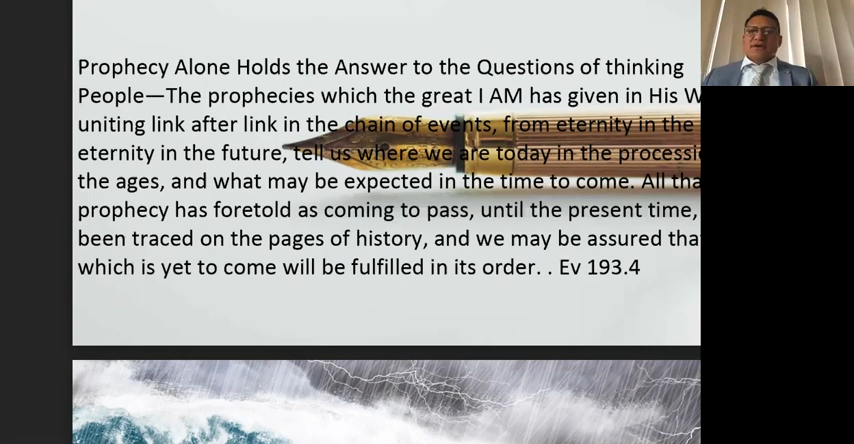 Prophecy Alone Holds the Answer to the Questions of thinking
People—The prophecies which the great I AM has given in His W
uniting link after link in the chain of events, from eternity in the
eternity in the future, tell us where we are today in the processi
the ages, and what may be expected in the time to come. All tha
prophecy has foretold as coming to pass, until the present time,
been traced on the pages of history, and we may be assured tha
which is yet to come will be fulfilled in its order. . Ev 193.4